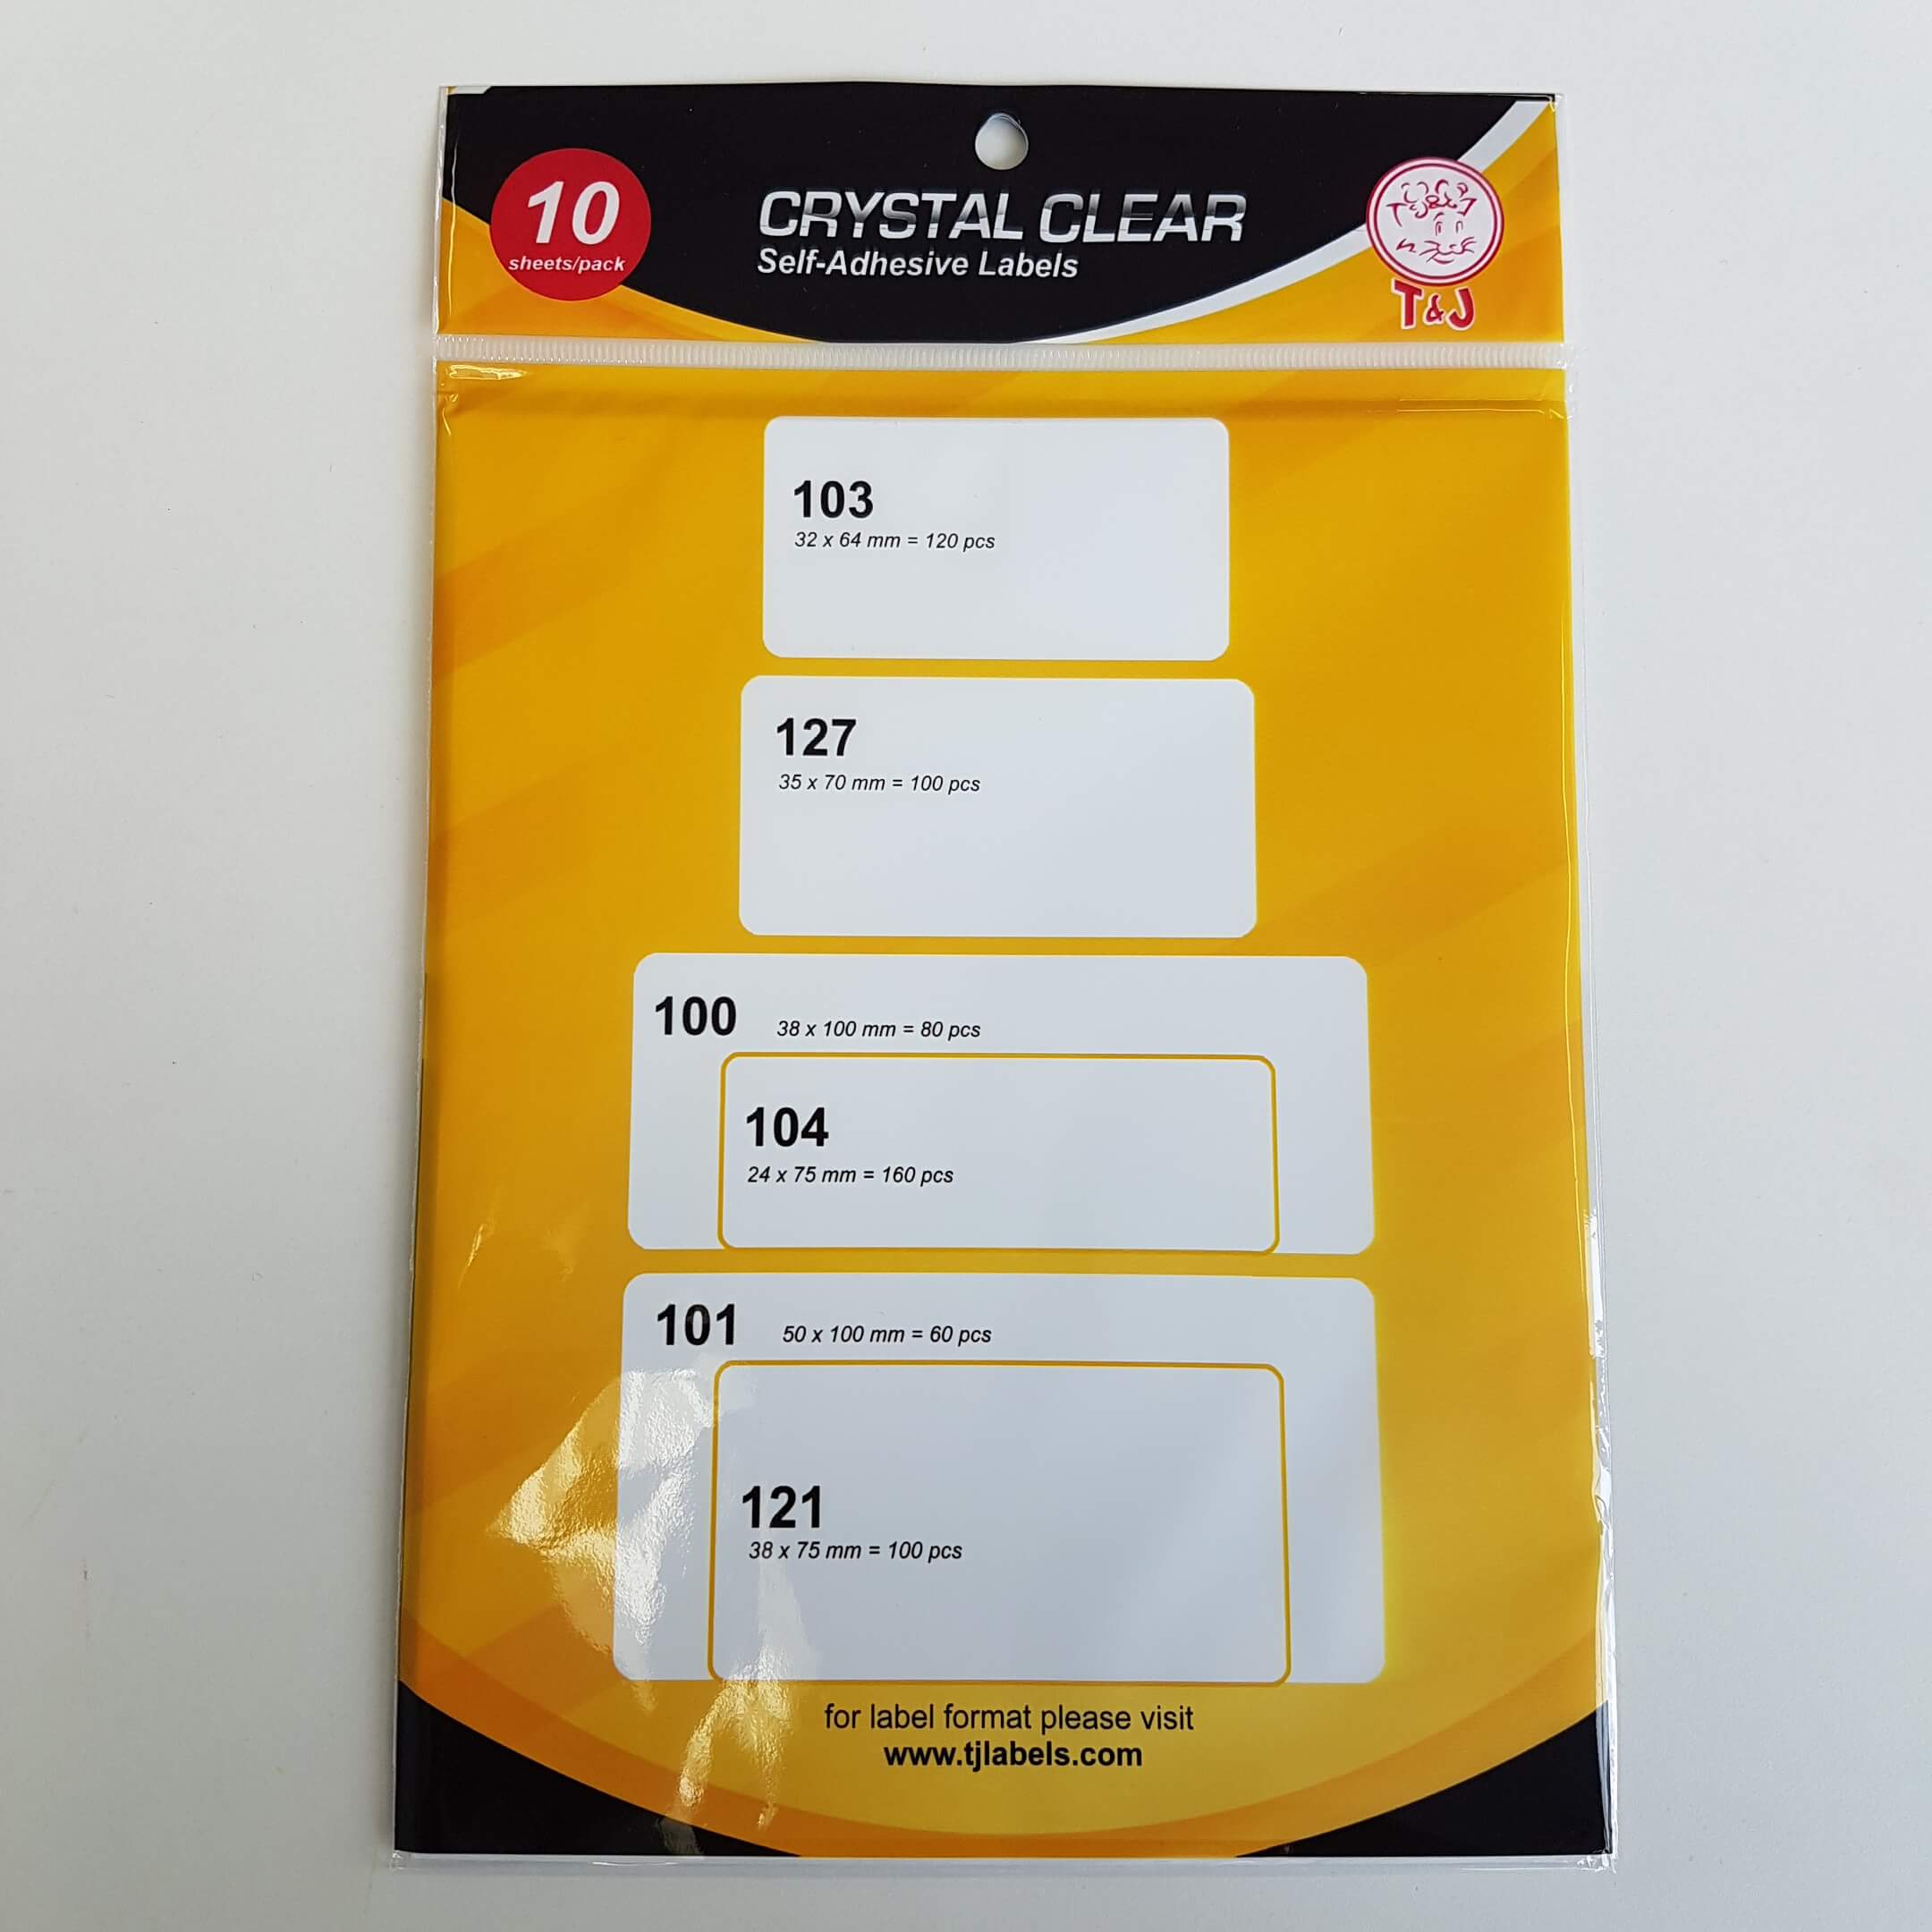 10
sheets/pack
CRYSTAL CLEAR
Self-Adhesive Labels
T&J
T&J
103
32 x 64 mm = 120 pcs
127
35 x 70 mm = 100 pcs
100 38 x 100 mm = 80 pcs
104
24 x 75 mm = 160 pcs
101 50 x 100 mm = 60 pcs
121
38 x 75 mm = 100 pcs
for label format please visit
www.tjlabels.com